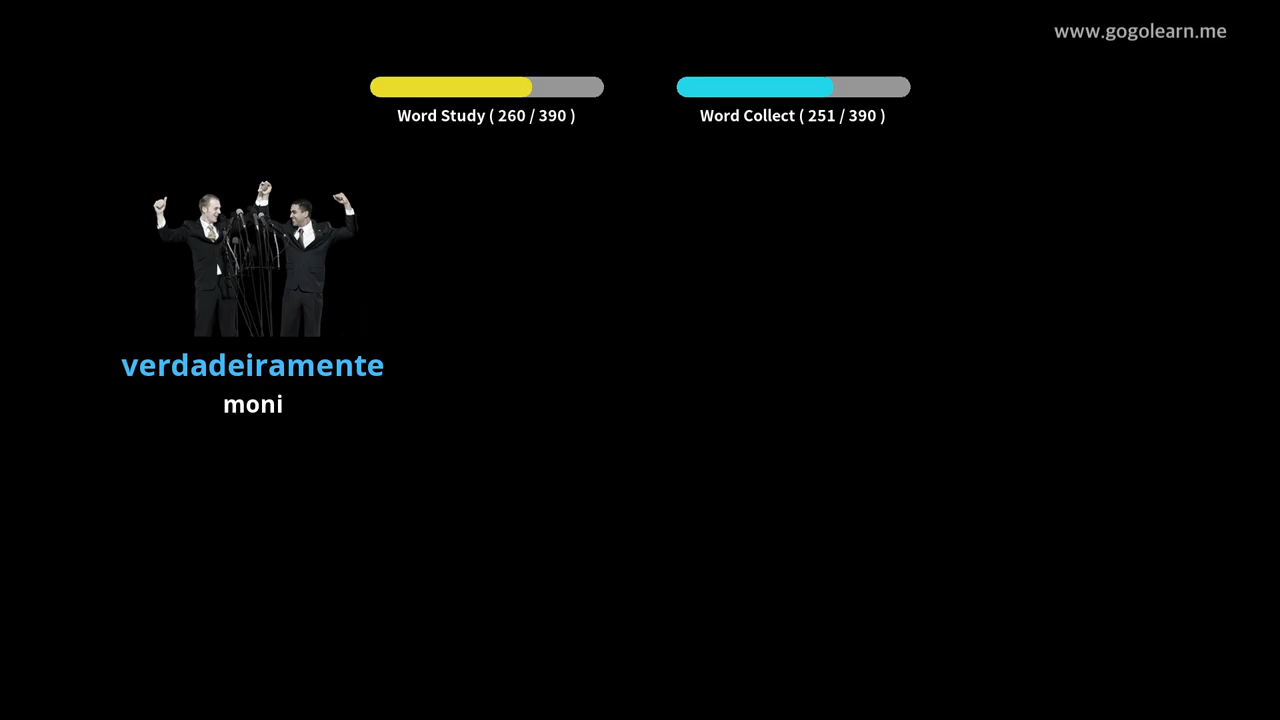 www.gogolearn.me
Word Study ( 260 / 390 )
Word Collect ( 251 / 390 )
verdadeiramente
moni